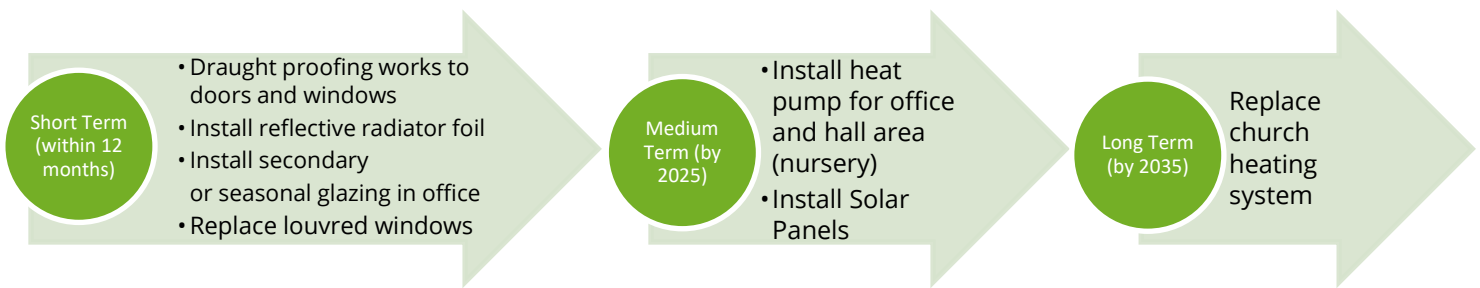 Short Term
(within 12
months)
• Draught proofing works to
doors and windows
• Install reflective radiator foil
• Install secondary
or seasonal glazing in office
• Replace louvred windows
Medium
Term (by
2025)
• Install heat
pump for office
and hall area
(nursery)
• Install Solar
Panels
Long Term
(by 2035)
Replace
church
heating
system